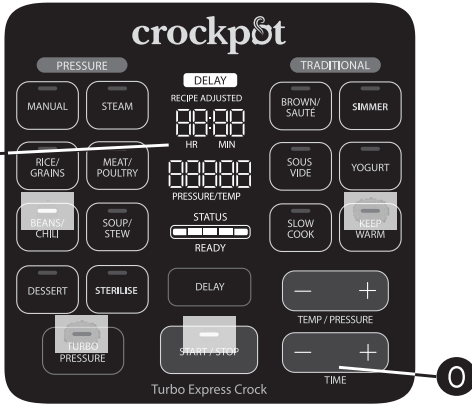 crockpot
PRESSURE
TRADITIONAL
DELAY
RECIPE ADJUSTED
MANUAL
STEAM
BROWN/
SAUTÉ
SIMMER
88:88
HR MIN
RICE/
GRAINS
MEAT/
POULTRY
SOUS
VIDE
YOGURT
88888
PRESSURE/TEMP
BEANS/
CHILI
SOUP/
STEW
STATUS
READY
SLOW
COOK
KEEP
WARM
DESSERT
STERILISE
DELAY
− +
TEMP / PRESSURE
TURBO
PRESSURE
START / STOP
− +
TIME
O
Turbo Express Crock